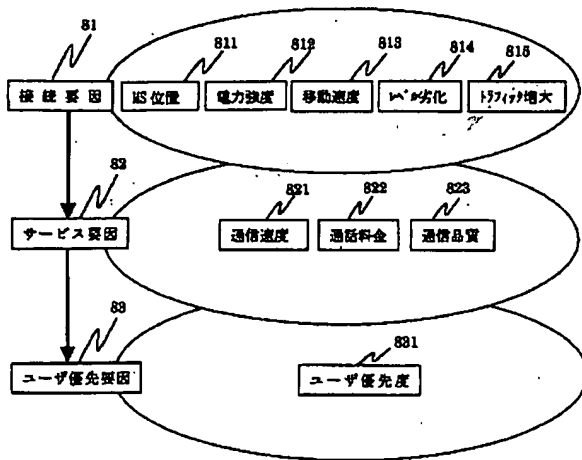 81
811
812
813
814
815
接続要因
MS位置
電力強度
移動速度
ﾚﾍﾞﾙ劣化
ﾄﾗﾌｨｯｸ増大
82
821
822
823
サービス要因
通信速度
通話料金
通信品質
83
831
ユーザ優先要因
ユーザ優先度